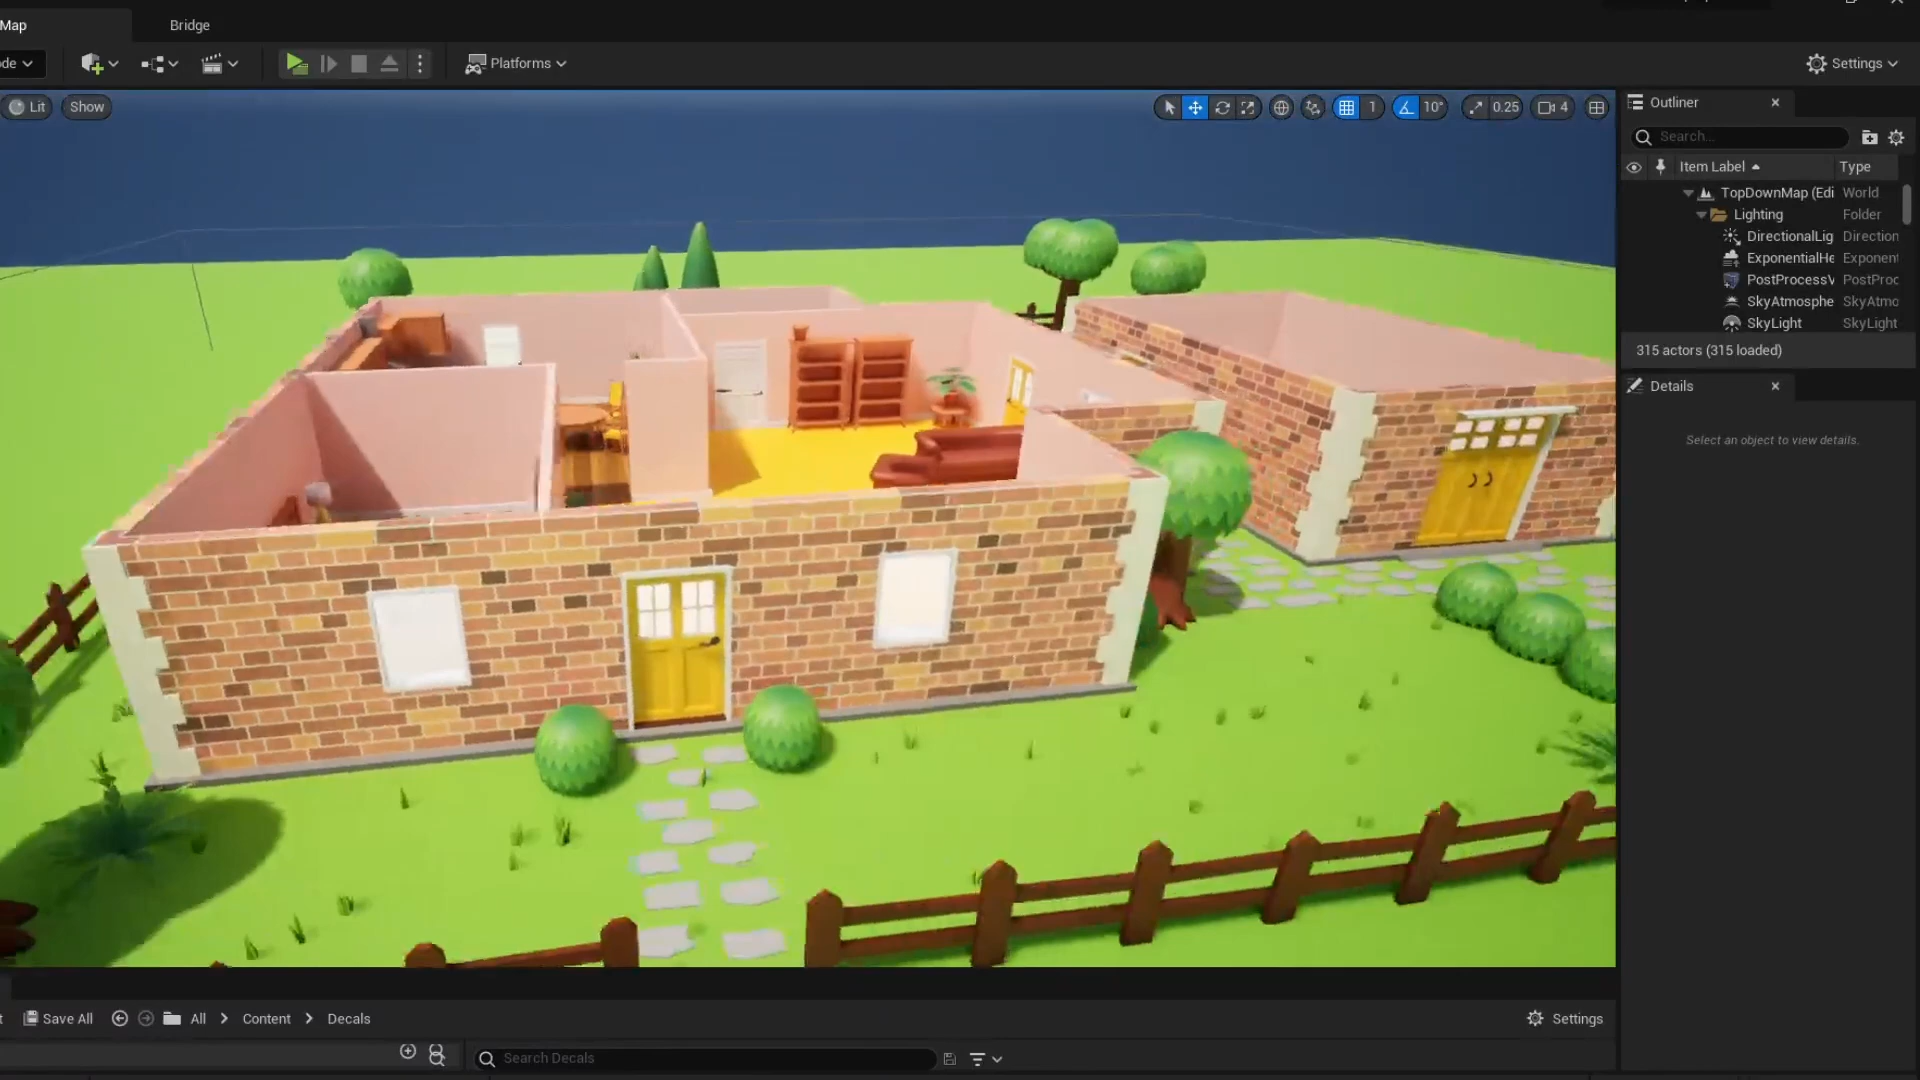 Map
Bridge
ode
Platforms
Settings
Lit
Show
1
10°
0.25
4
Outliner
Search...
Item Label
Type
TopDownMap (Edi
World
Lighting
Folder
DirectionalLig
Direction
ExponentialHe
Exponent
PostProcessV
PostProc
SkyAtmosphe
SkyAtmo
SkyLight
SkyLight
315 actors (315 loaded)
Details
Select an object to view details.
Save All
All
Content
Decals
Settings
Search Decals